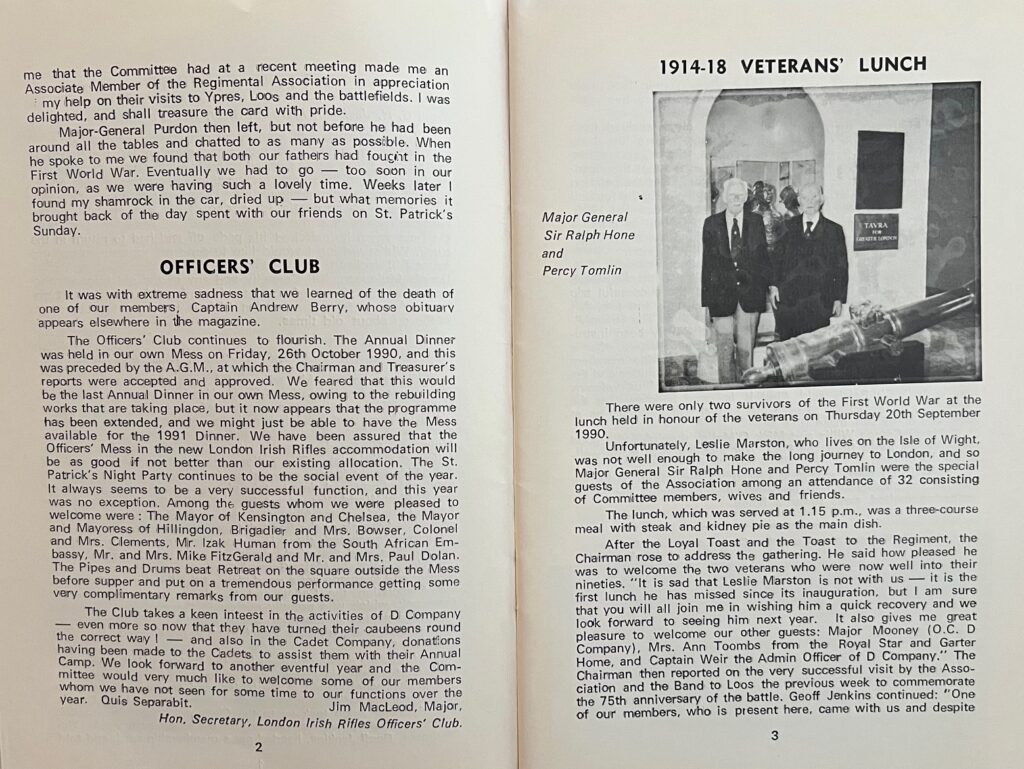 me that the Committee had at a recent meeting made me an
Associate Member of the Regimental Association in appreciation
my help on their visits to Ypres, Loos and the battlefields. I was
delighted, and shall treasure the card with pride.
Major-General Purdon then left, but not before he had been
around all the tables and chatted to as many as possible. When
he spoke to me we found that both our fathers had fought in the
First World War. Eventually we had to go — too soon in our
opinion, as we were having such a lovely time. Weeks later I
found my shamrock in the car, dried up — but what memories it
brought back of the day spent with our friends on St. Patrick's
Sunday.
OFFICERS' CLUB
It was with extreme sadness that we learned of the death of
one of our members, Captain Andrew Berry, whose obituary
appears elsewhere in the magazine.
The Officers' Club continues to flourish. The Annual Dinner
was held in our own Mess on Friday, 26th October 1990, and this
was preceded by the A.G.M., at which the Chairman and Treasurer's
reports were accepted and approved. We feared that this would
be the last Annual Dinner in our own Mess, owing to the rebuilding
works that are taking place, but it now appears that the programme
has been extended, and we might just be able to have the Mess
available for the 1991 Dinner. We have been assured that the
Officers' Mess in the new London Irish Rifles accommodation will
be as good if not better than our existing allocation. The St.
Patrick's Night Party continues to be the social event of the year.
It always seems to be a very successful function, and this year
was no exception. Among the guests whom we were pleased to
welcome were : The Mayor of Kensington and Chelsea, the Mayor
and Mayoress of Hillingdon, Brigadier and Mrs. Bowser, Colonel
and Mrs. Clements, Mr. Izak Human from the South African Em-
bassy, Mr. and Mrs. Mike FitzGerald and Mr. and Mrs. Paul Dolan.
The Pipes and Drums beat Retreat on the square outside the Mess
before supper and put on a tremendous performance getting some
very complimentary remarks from our guests.
The Club takes a keen inteest in the activities of D Company
— even more so now that they have turned their caubeens round
the correct way ! — and also in the Cadet Company, donations
having been made to the Cadets to assist them with their Annual
Camp. We look forward to another eventful year and the Com-
mittee would very much like to welcome some of our members
whom we have not seen for some time to our functions over the
year. Quis Separabit. Jim MacLeod, Major,
Hon. Secretary, London Irish Rifles Officers' Club.
2
1914-18 VETERANS' LUNCH
Major General
Sir Ralph Hone
and
Percy Tomlin
TAVRA
FOR
GREATER LONDON
There were only two survivors of the First World War at the
lunch held in honour of the veterans on Thursday 20th September
1990.
Unfortunately, Leslie Marston, who lives on the Isle of Wight,
was not well enough to make the long journey to London, and so
Major General Sir Ralph Hone and Percy Tomlin were the special
guests of the Association among an attendance of 32 consisting
of Committee members, wives and friends.
The lunch, which was served at 1.15 p.m., was a three-course
meal with steak and kidney pie as the main dish.
After the Loyal Toast and the Toast to the Regiment, the
Chairman rose to address the gathering. He said how pleased he
was to welcome the two veterans who were now well into their
nineties. "It is sad that Leslie Marston is not with us — it is the
first lunch he has missed since its inauguration, but I am sure
that you will all join me in wishing him a quick recovery and we
look forward to seeing him next year. It also gives me great
pleasure to welcome our other guests: Major Mooney (O.C. D
Company), Mrs. Ann Toombs from the Royal Star and Garter
Home, and Captain Weir the Admin Officer of D Company." The
Chairman then reported on the very successful visit by the Asso-
ciation and the Band to Loos the previous week to commemorate
the 75th anniversary of the battle. Geoff Jenkins continued: "One
of our members, who is present here, came with us and despite
3